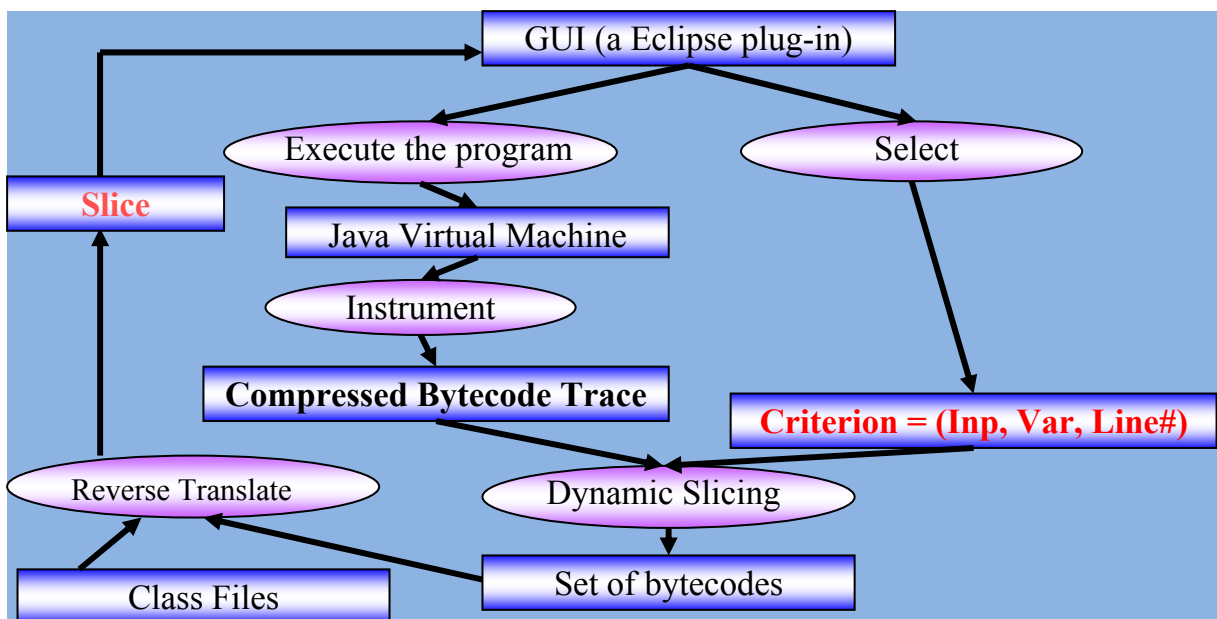 GUI (a Eclipse plug-in)
Execute the program
Select
Slice
Java Virtual Machine
Instrument
Compressed Bytecode Trace
Criterion = (Inp, Var, Line#)
Reverse Translate
Dynamic Slicing
Class Files
Set of bytecodes